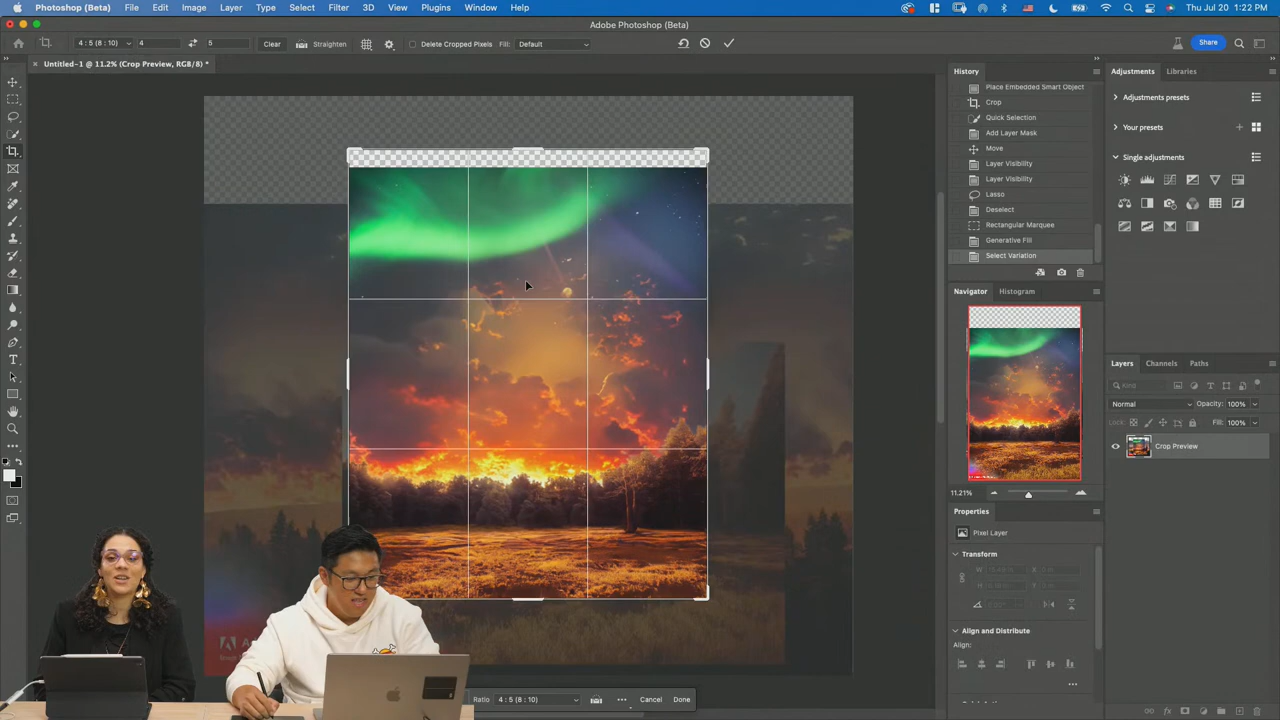 Photoshop (Beta) File Edit Image Layer Type Select Filter 3D View Plugins Window Help Thu Jul 20 1:22 PM
Adobe Photoshop (Beta)
4 : 5 (8 : 10) 4 5 Clear Straighten Delete Cropped Pixels Fill: Default Share
Untitled-1 @ 11.2% (Crop Preview, RGB/8) *
History
Place Embedded Smart Object
Crop
Quick Selection
Add Layer Mask
Move
Layer Visibility
Layer Visibility
Lasso
Deselect
Rectangular Marquee
Generative Fill
Select Variation
Navigator Histogram
11.21%
Properties
Pixel Layer
Transform
W
X
H
Y
Align and Distribute
Align:
Adjustments Libraries
Adjustments presets
Your presets
Single adjustments
Layers Channels Paths
Kind
Normal Opacity: 100%
Lock: Fill: 100%
Crop Preview
Ratio 4 : 5 (8 : 10) Cancel Done